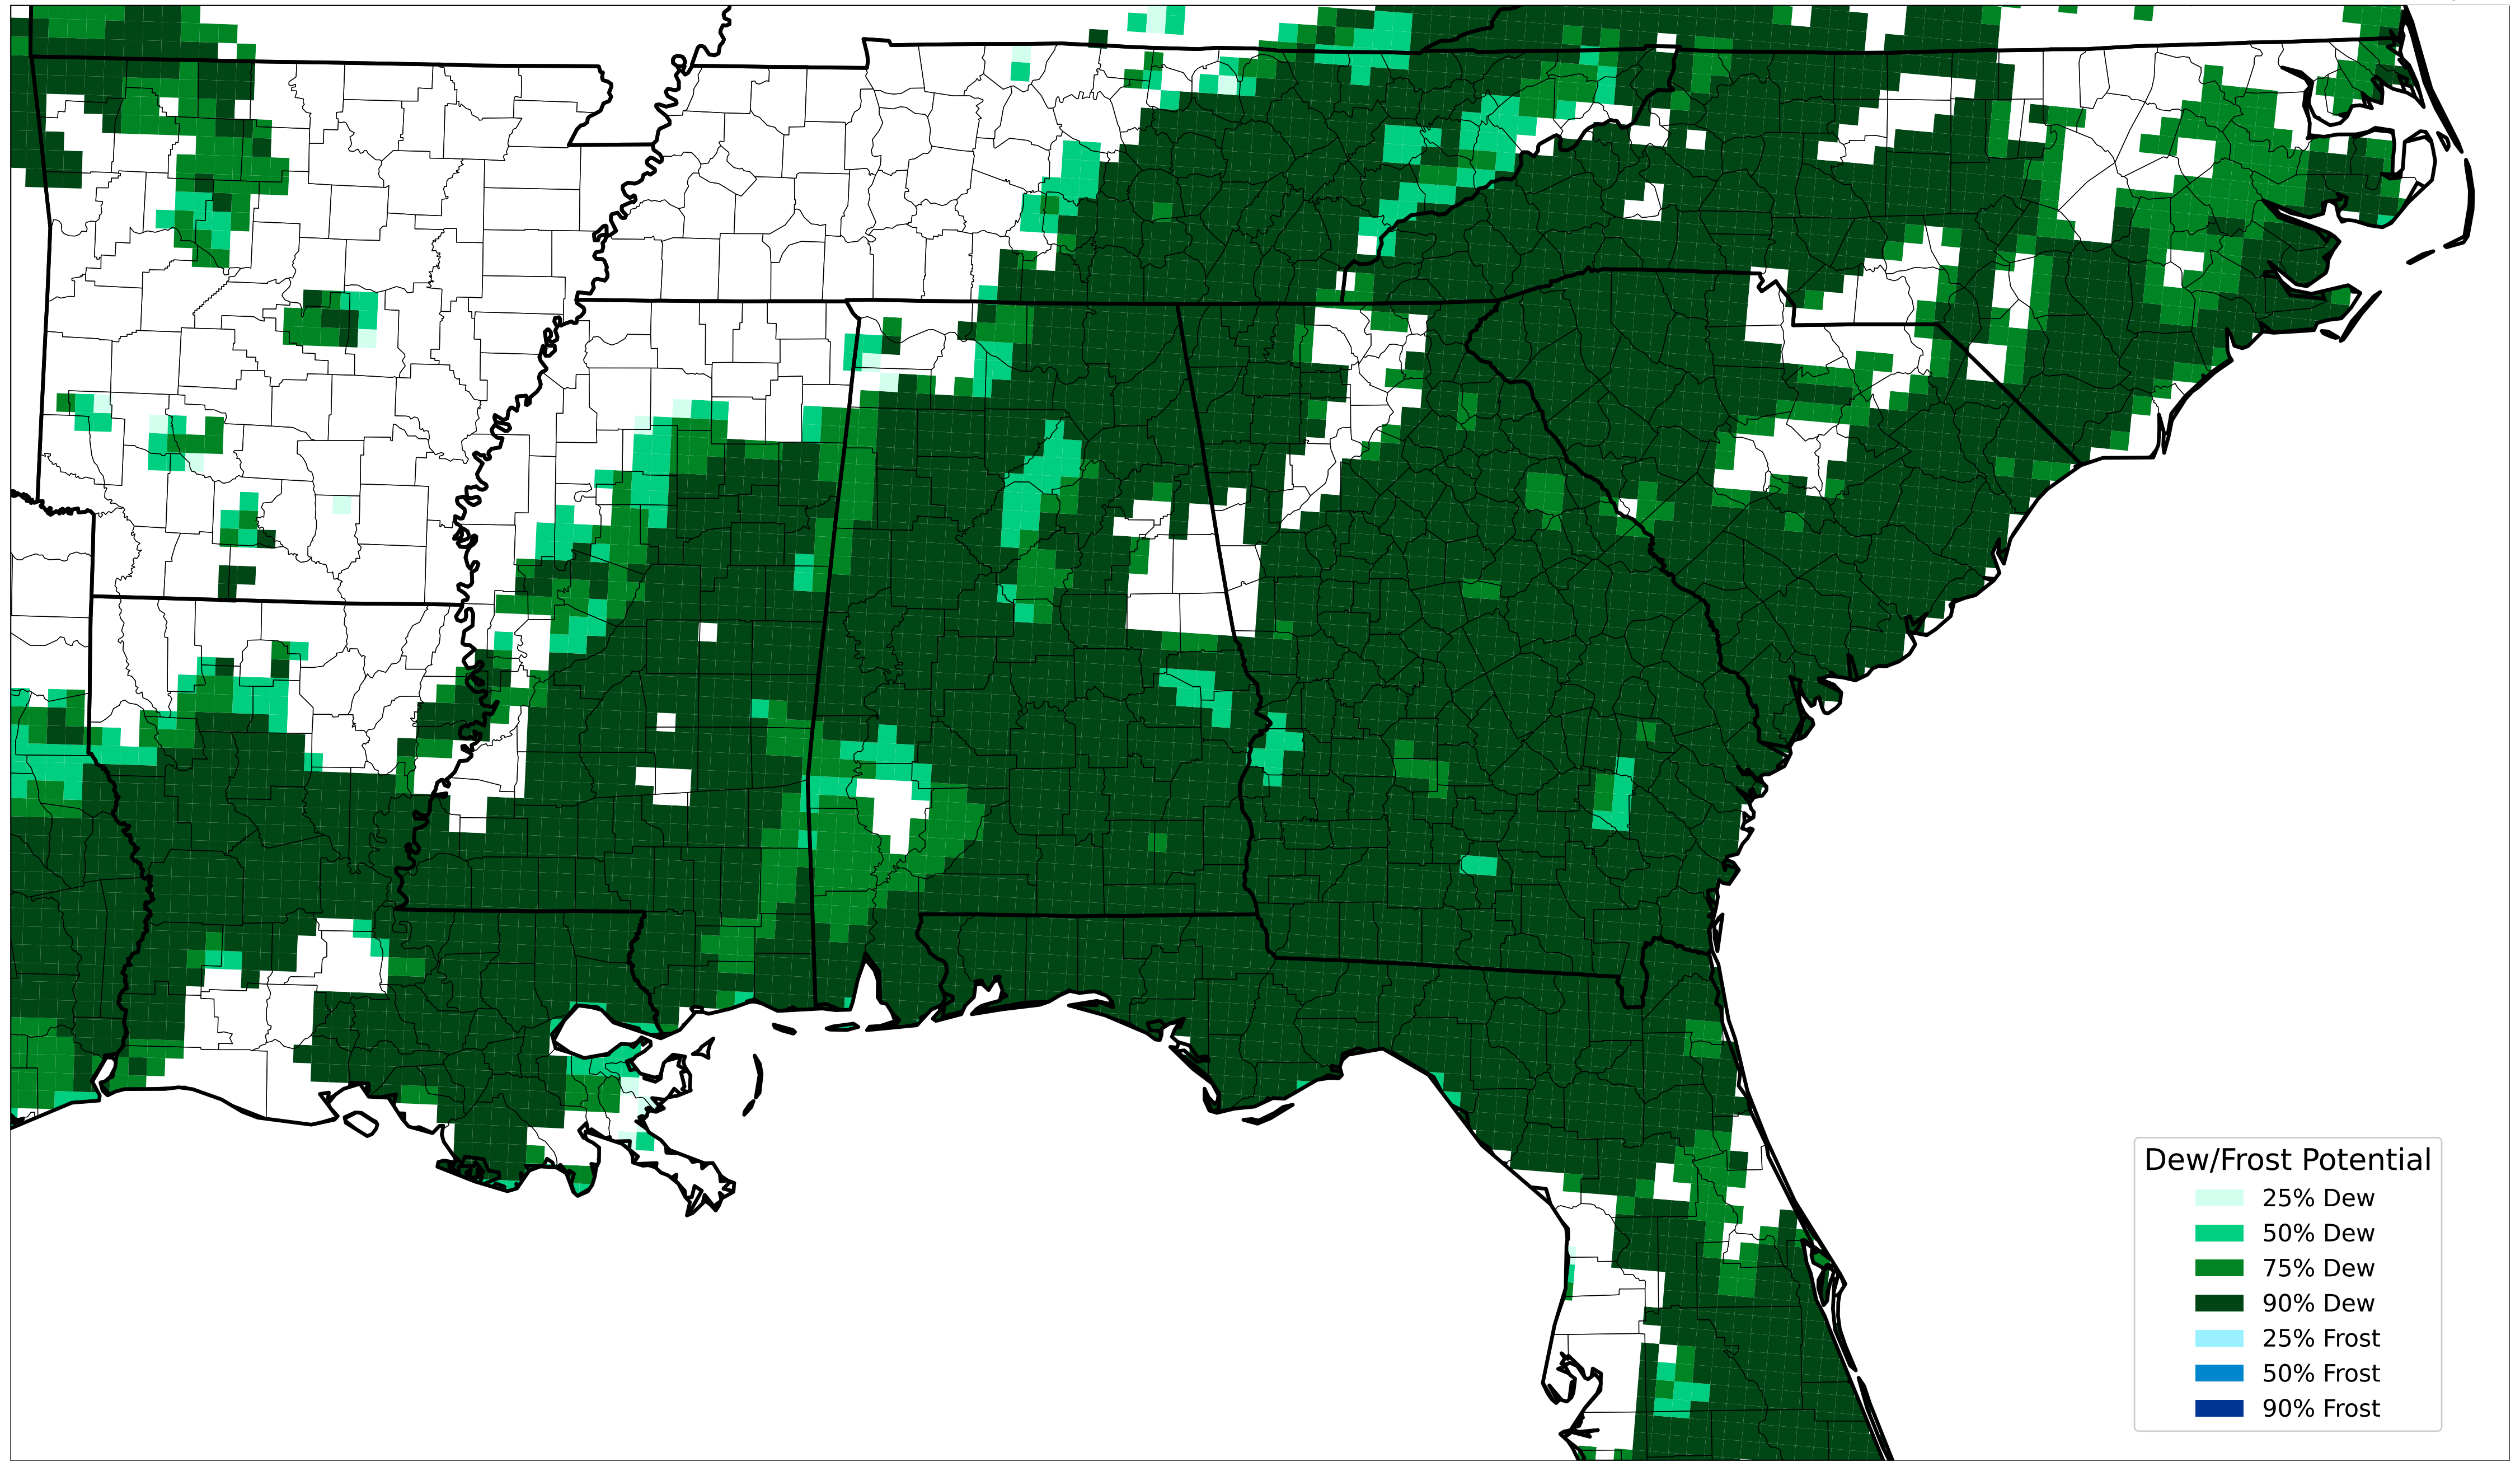 Dew/Frost Potential
25% Dew
50% Dew
75% Dew
90% Dew
25% Frost
50% Frost
90% Frost